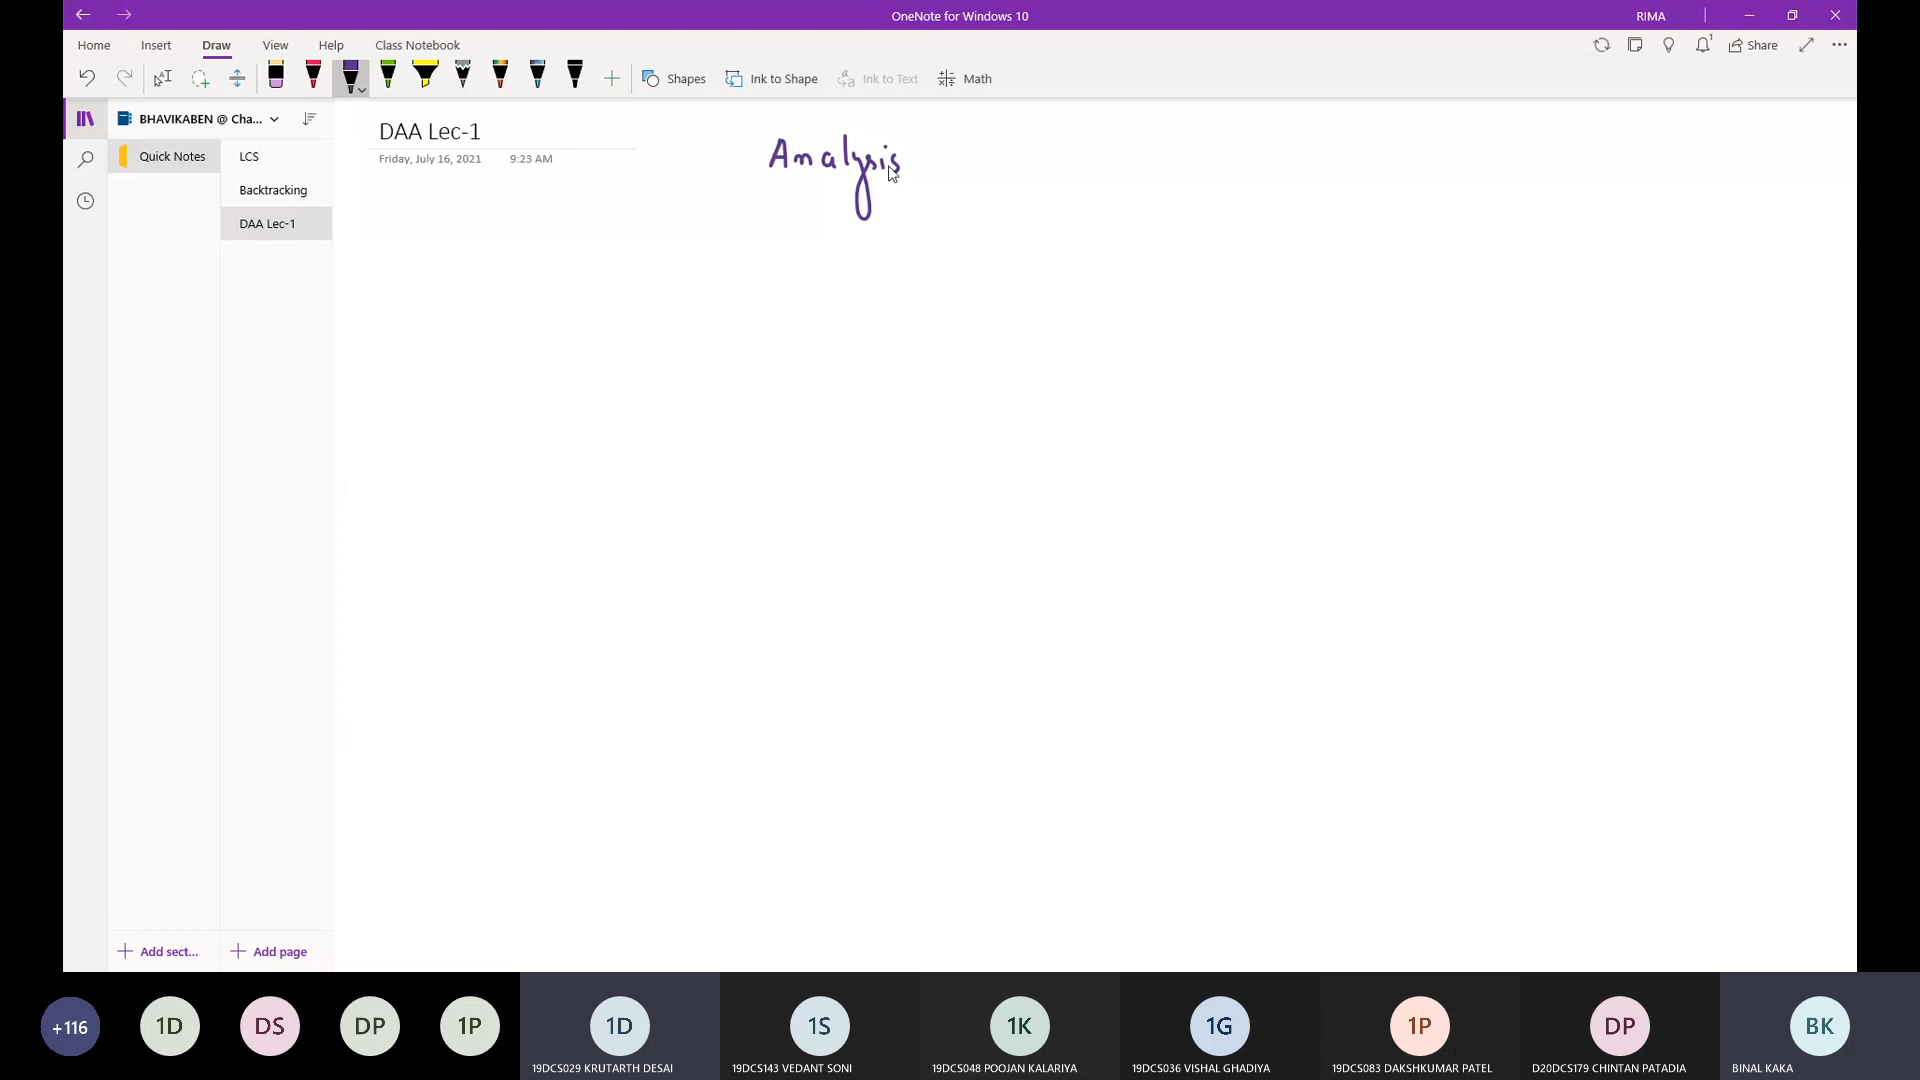 OneNote for Windows 10
RIMA
Home Insert Draw View Help Class Notebook
1
Share
Shapes Ink to Shape Ink to Text Math
BHAVIKABEN @ Cha...
Quick Notes
LCS
Backtracking
DAA Lec-1
DAA Lec-1
Friday, July 16, 2021 9:23 AM
Analysis
Add sect... Add page
+116 1D DS DP 1P 1D 1S 1K 1G 1P DP BK
19DCS029 KRUTARTH DESAI 19DCS143 VEDANT SONI 19DCS048 POOJAN KALARIYA 19DCS036 VISHAL GHADIYA 19DCS083 DAKSHKUMAR PATEL D20DCS179 CHINTAN PATADIA BINAL KAKA